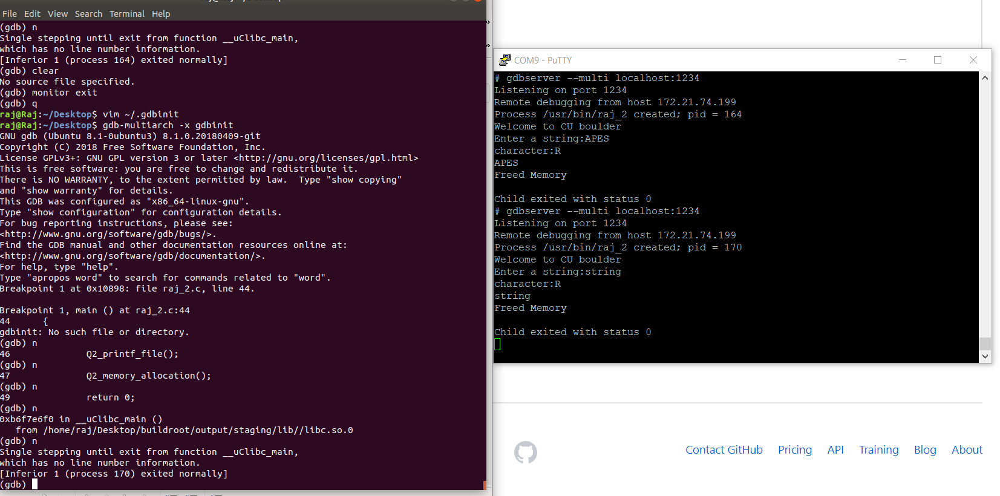 File Edit View Search Terminal Help
(gdb) n
Single stepping until exit from function __uClibc_main,
which has no line number information.
[Inferior 1 (process 164) exited normally]
(gdb) clear
No source file specified.
(gdb) monitor exit
(gdb) q
raj@Raj:~/Desktop$ vim ~/.gdbinit
raj@Raj:~/Desktop$ gdb-multiarch -x gdbinit
GNU gdb (Ubuntu 8.1-0ubuntu3) 8.1.0.20180409-git
Copyright (C) 2018 Free Software Foundation, Inc.
License GPLv3+: GNU GPL version 3 or later <http://gnu.org/licenses/gpl.html>
This is free software: you are free to change and redistribute it.
There is NO WARRANTY, to the extent permitted by law.  Type "show copying"
and "show warranty" for details.
This GDB was configured as "x86_64-linux-gnu".
Type "show configuration" for configuration details.
For bug reporting instructions, please see:
<http://www.gnu.org/software/gdb/bugs/>.
Find the GDB manual and other documentation resources online at:
<http://www.gnu.org/software/gdb/documentation/>.
For help, type "help".
Type "apropos word" to search for commands related to "word".
Breakpoint 1 at 0x10898: file raj_2.c, line 44.
Breakpoint 1, main () at raj_2.c:44
44      {
gdbinit: No such file or directory.
(gdb) n
46              Q2_printf_file();
(gdb) n
47              Q2_memory_allocation();
(gdb) n
49              return 0;
(gdb) n
0xb6f7e6f0 in __uClibc_main ()
   from /home/raj/Desktop/buildroot/output/staging/lib//libc.so.0
(gdb) n
Single stepping until exit from function __uClibc_main,
which has no line number information.
[Inferior 1 (process 170) exited normally]
(gdb)
COM9 - PuTTY
# gdbserver --multi localhost:1234
Listening on port 1234
Remote debugging from host 172.21.74.199
Process /usr/bin/raj_2 created; pid = 164
Welcome to CU boulder
Enter a string:APES
character:R
APES
Freed Memory
Child exited with status 0
# gdbserver --multi localhost:1234
Listening on port 1234
Remote debugging from host 172.21.74.199
Process /usr/bin/raj_2 created; pid = 170
Welcome to CU boulder
Enter a string:string
character:R
string
Freed Memory
Child exited with status 0
Contact GitHub Pricing API Training Blog About